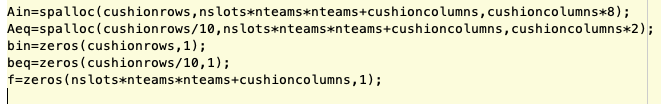 Ain=spalloc(cushionrows,nslots*nteams*nteams+cushioncolumns,cushioncolumns*8);
Aeq=spalloc(cushionrows/10,nslots*nteams*nteams+cushioncolumns,cushioncolumns*2);
bin=zeros(cushionrows,1);
beq=zeros(cushionrows/10,1);
f=zeros(nslots*nteams*nteams+cushioncolumns,1);